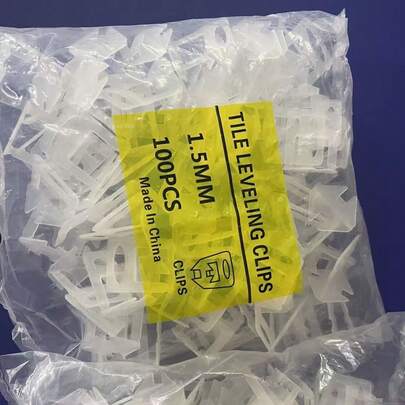 TILE LEVELING CLIPS
1.5MM
100PCS
Made In China
CLIPS